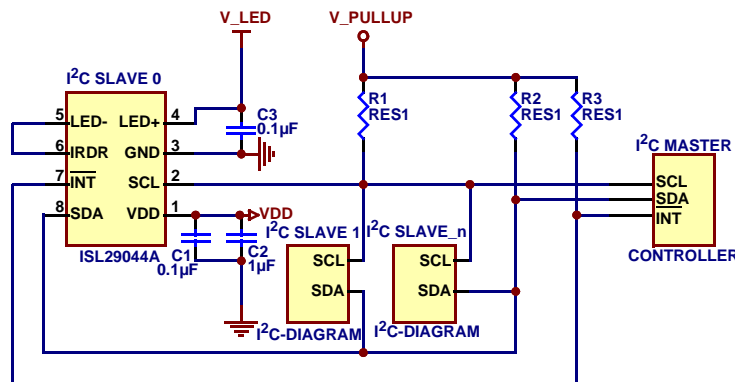 V_LED
V_PULLUP
I²C SLAVE 0
5 LED- LED+ 4
6 IRDR GND 3
7 INT SCL 2
8 SDA VDD 1
ISL29044A
C3
0.1µF
R1
RES1
R2
RES1
R3
RES1
I²C MASTER
SCL
SDA
INT
CONTROLLER
VDD
C1
0.1µF
C2
1µF
I²C SLAVE 1
SCL
SDA
I²C-DIAGRAM
I²C SLAVE_n
SCL
SDA
I²C-DIAGRAM